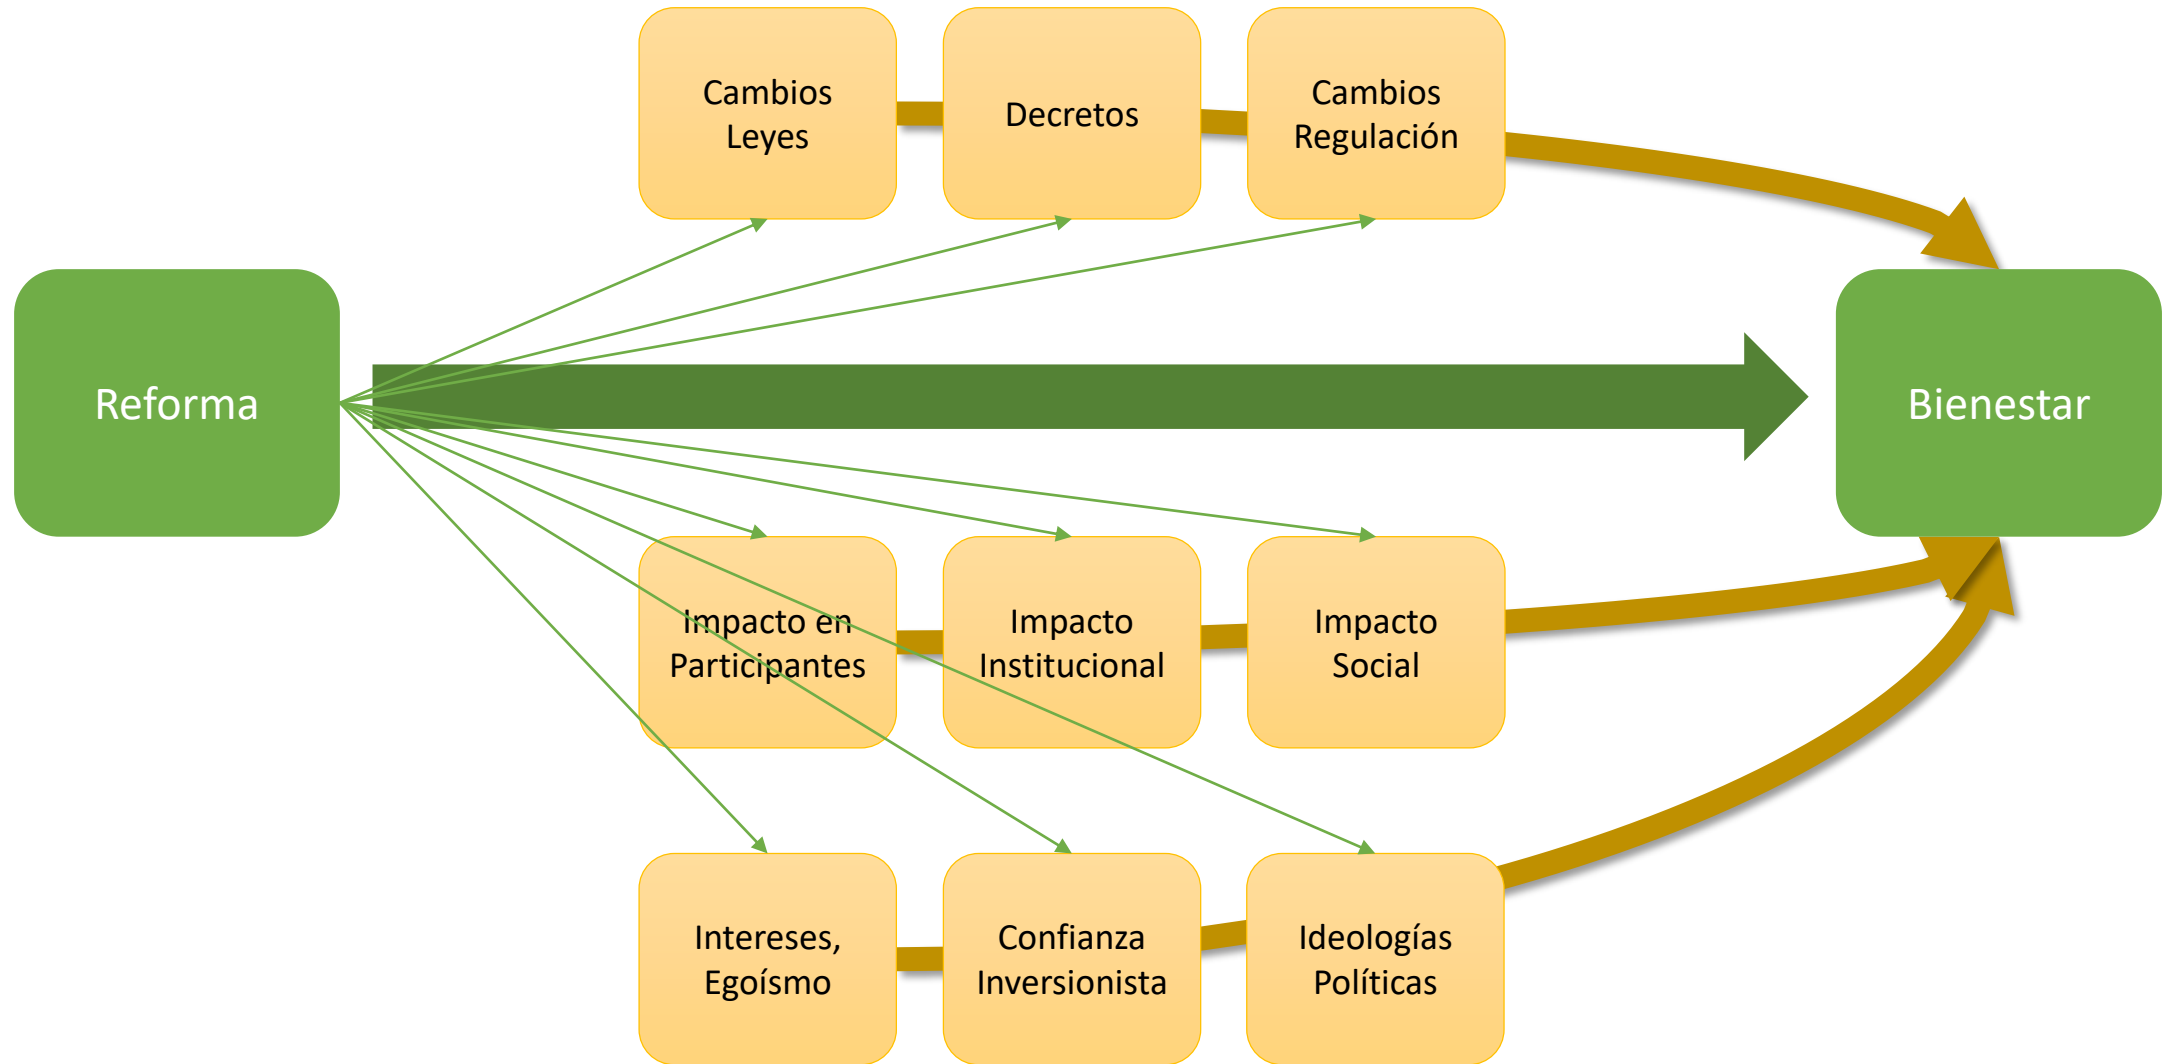 Cambios
Leyes
Decretos
Cambios
Regulación
Reforma
Bienestar
Impacto en
Participantes
Impacto
Institucional
Impacto
Social
Intereses,
Egoísmo
Confianza
Inversionista
Ideologías
Políticas